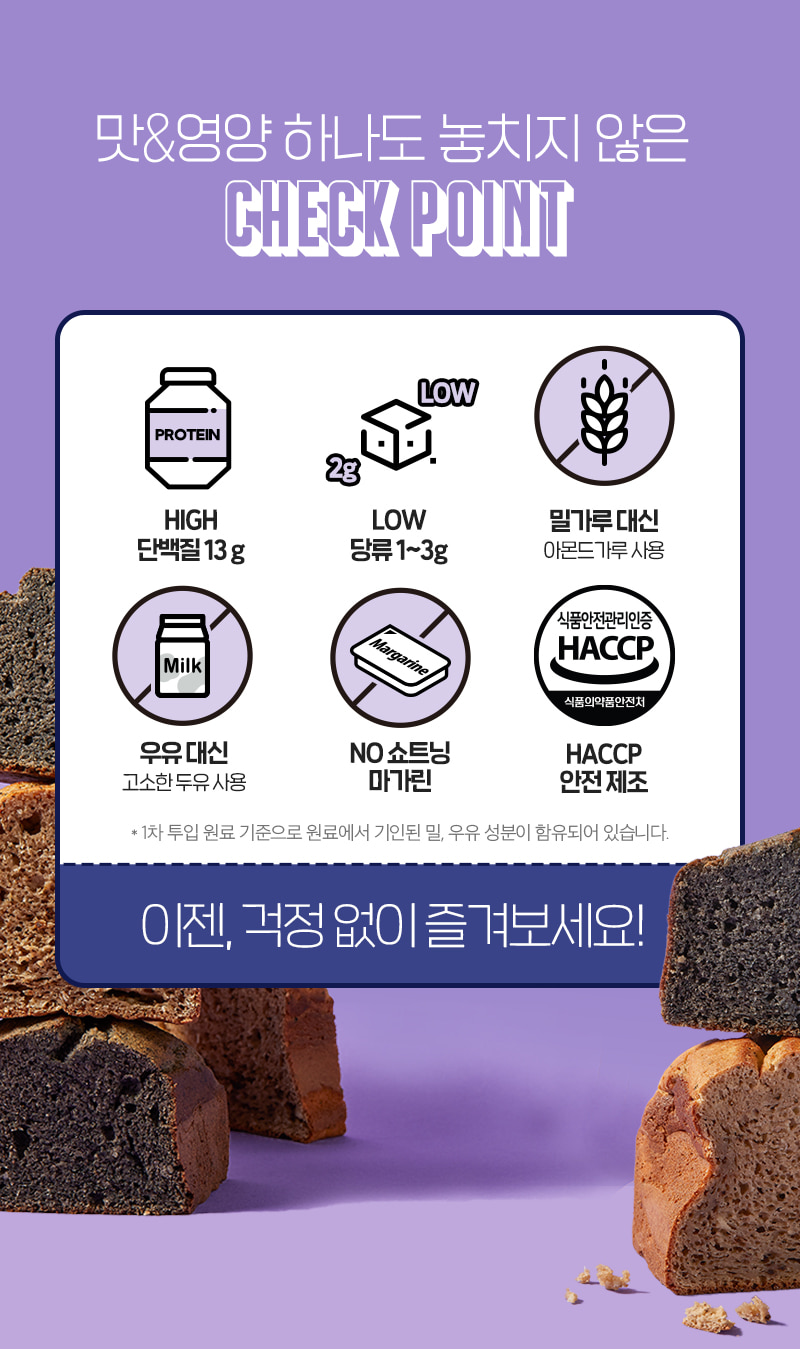 맛&영양 하나도 놓치지 않은
CHECK POINT
PROTEIN
HIGH
단백질 13 g
LOW
2g
LOW
당류 1~3g
밀가루 대신
아몬드가루 사용
Milk
우유 대신
고소한 두유 사용
Margarine
NO 쇼트닝
마가린
식품안전관리인증
HACCP
식품의약품안전처
HACCP
안전 제조
* 1차 투입 원료 기준으로 원료에서 기인된 밀, 우유 성분이 함유되어 있습니다.
이젠, 걱정 없이 즐겨보세요!